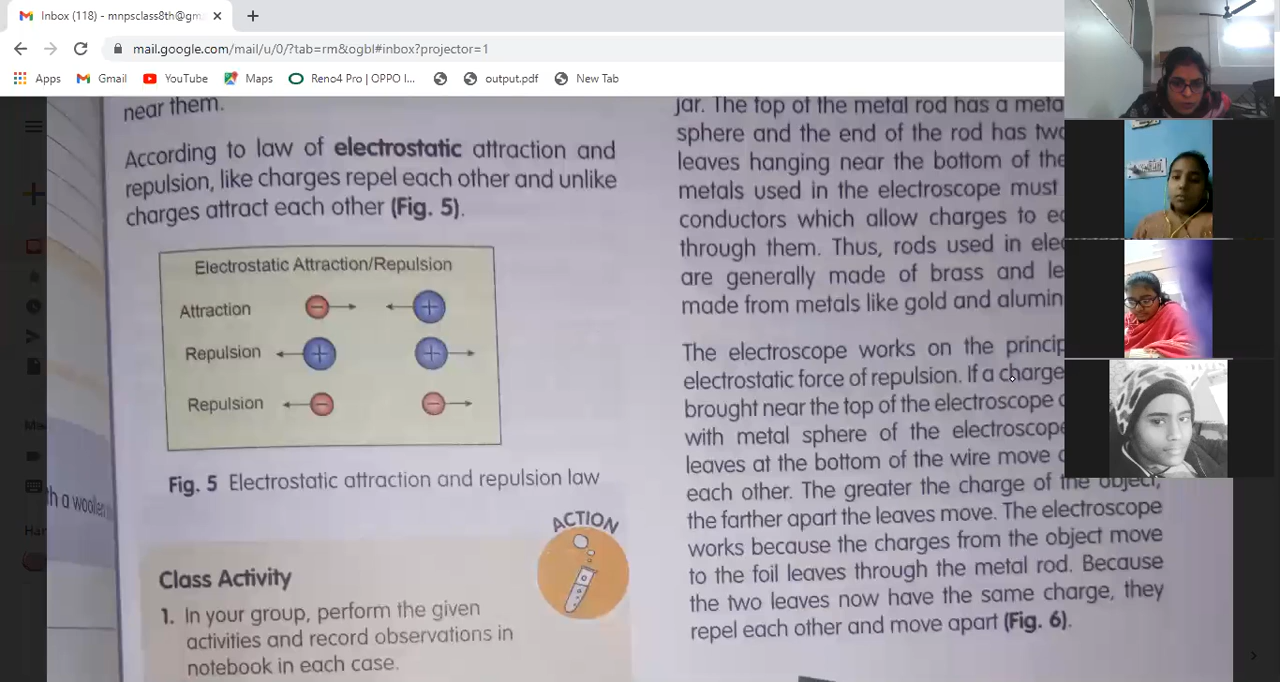 Inbox (118) - mnpsclass8th@gm
mail.google.com/mail/u/0/?tab=rm&ogbl#inbox?projector=1
Apps Gmail YouTube Maps Reno4 Pro | OPPO I... output.pdf New Tab
near them.
According to law of electrostatic attraction and
repulsion, like charges repel each other and unlike
charges attract each other (Fig. 5).
Electrostatic Attraction/Repulsion
Attraction − +
Repulsion + +
Repulsion − −
Fig. 5 Electrostatic attraction and repulsion law
ACTION
Class Activity
1. In your group, perform the given
activities and record observations in
notebook in each case.
a woollen
jar. The top of the metal rod has a
sphere and the end of the rod has
leaves hanging near the bottom of the
metals used in the electroscope must
conductors which allow charges to
through them. Thus, rods used in
are generally made of brass and
made from metals like gold and
The electroscope works on the
electrostatic force of repulsion. If a charge
brought near the top of the electroscope
with metal sphere of the electroscope
leaves at the bottom of the wire move
each other. The greater the charge of the object,
the farther apart the leaves move. The electroscope
works because the charges from the object move
to the foil leaves through the metal rod. Because
the two leaves now have the same charge, they
repel each other and move apart (Fig. 6).